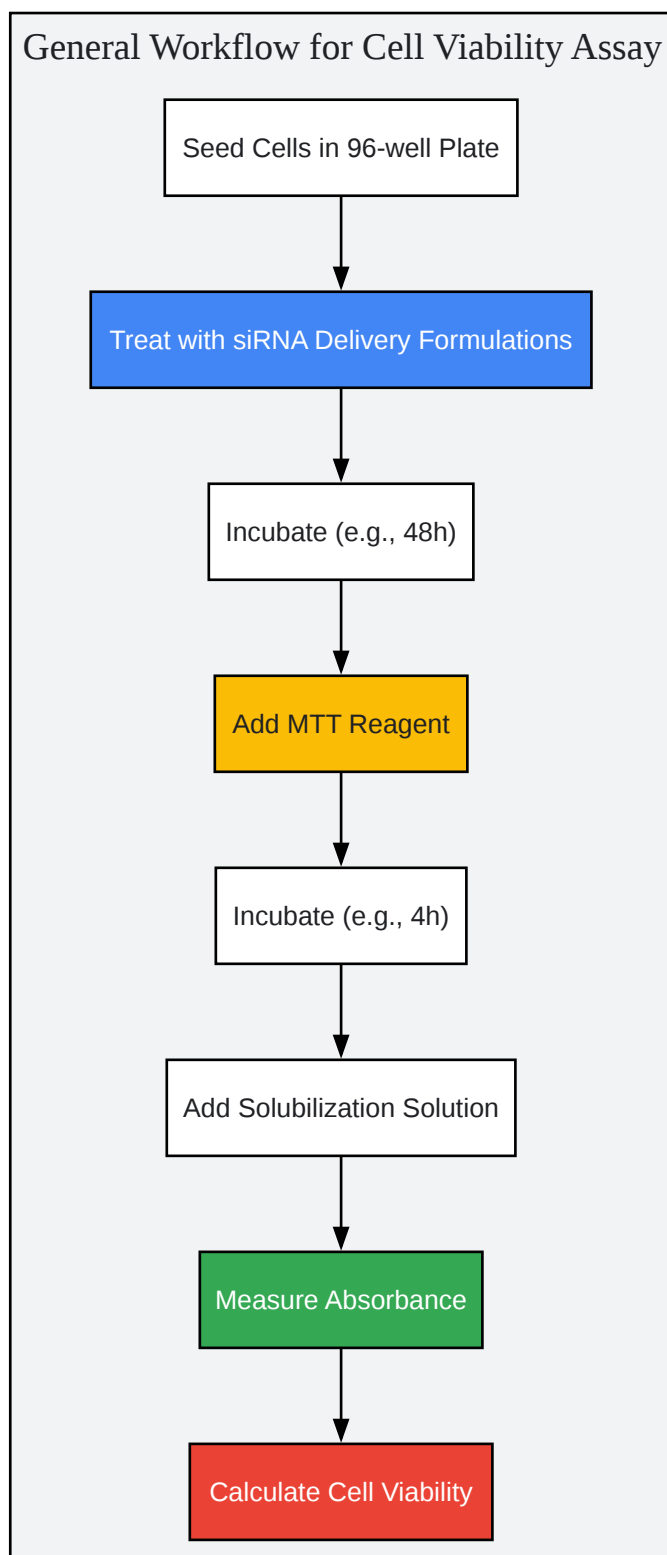 General Workflow for Cell Viability Assay
Seed Cells in 96-well Plate
Treat with siRNA Delivery Formulations
Incubate (e.g., 48h)
Add MTT Reagent
Incubate (e.g., 4h)
Add Solubilization Solution
Measure Absorbance
Calculate Cell Viability